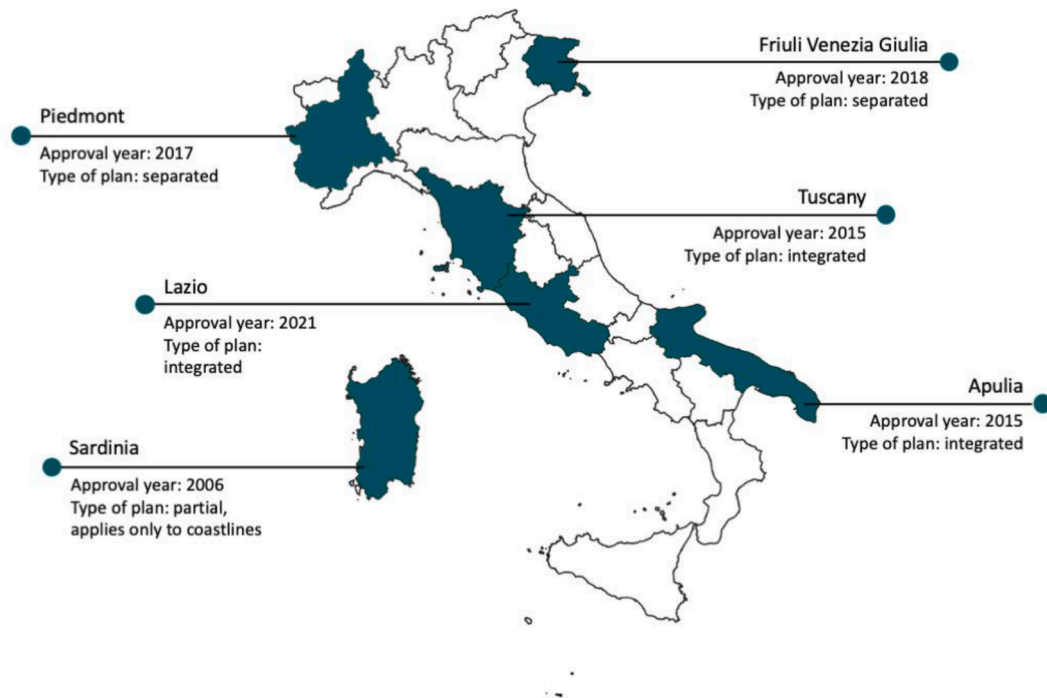 Friuli Venezia Giulia
Approval year: 2018
Type of plan: separated
Piedmont
Approval year: 2017
Type of plan: separated
Tuscany
Approval year: 2015
Type of plan: integrated
Lazio
Approval year: 2021
Type of plan:
integrated
Apulia
Approval year: 2015
Type of plan: integrated
Sardinia
Approval year: 2006
Type of plan: partial,
applies only to coastlines